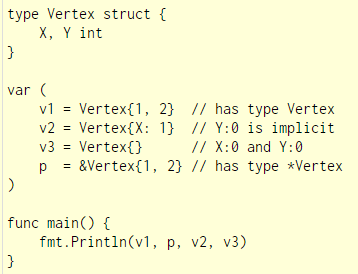 type Vertex struct {
    X, Y int
}

var (
    v1 = Vertex{1, 2}  // has type Vertex
    v2 = Vertex{X: 1}  // Y:0 is implicit
    v3 = Vertex{}      // X:0 and Y:0
    p  = &Vertex{1, 2} // has type *Vertex
)

func main() {
    fmt.Println(v1, p, v2, v3)
}